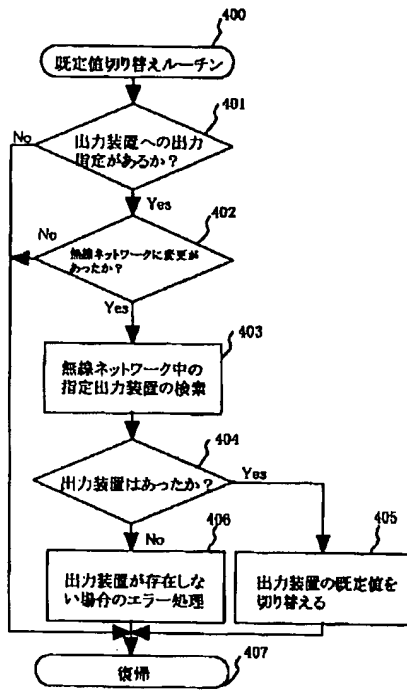 400
既定値切り替えルーチン
401
No
出力装置への出力
指定があるか？
Yes
402
No
無線ネットワークに変更が
あったか？
Yes
403
無線ネットワーク中の
指定出力装置の検索
404
出力装置はあったか？
Yes
No
406
405
出力装置が存在しな
い場合のエラー処理
出力装置の既定値を
切り替える
復帰
407